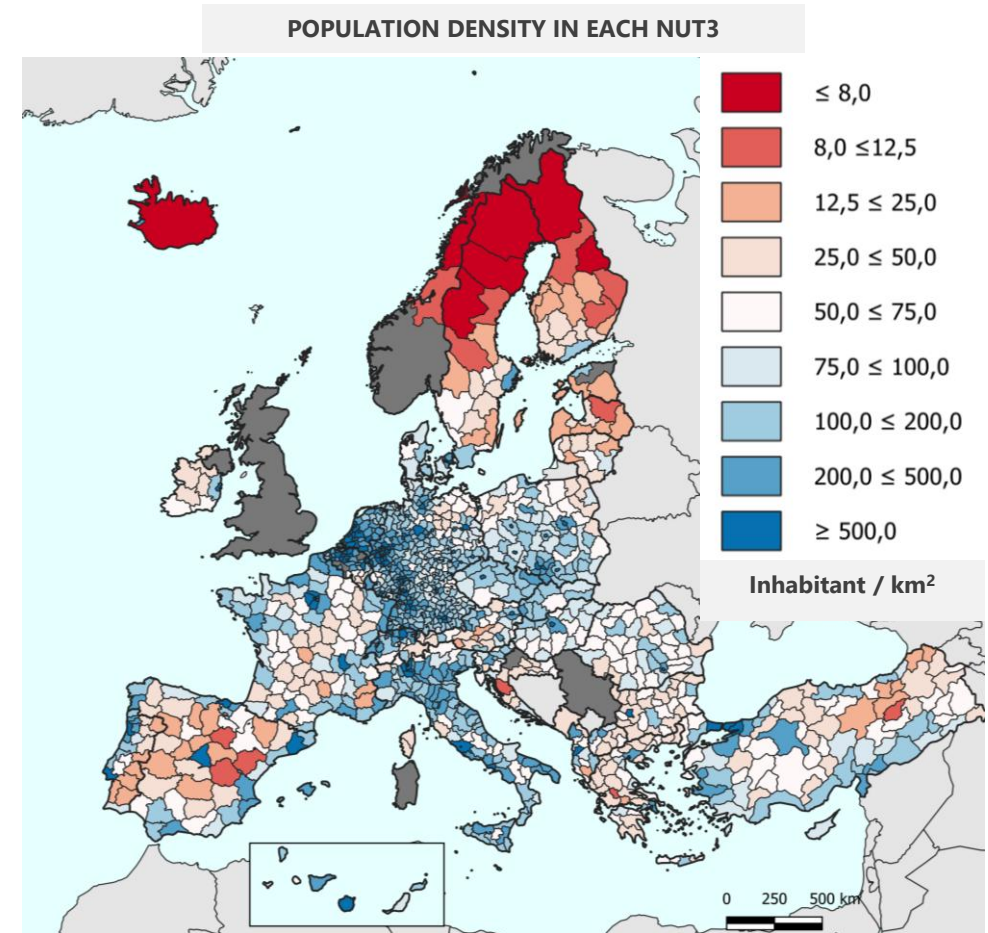 POPULATION DENSITY IN EACH NUT3
≤ 8,0
8,0 ≤12,5
12,5 ≤ 25,0
25,0 ≤ 50,0
50,0 ≤ 75,0
75,0 ≤ 100,0
100,0 ≤ 200,0
200,0 ≤ 500,0
≥ 500,0
Inhabitant / km²
0 250 500 km